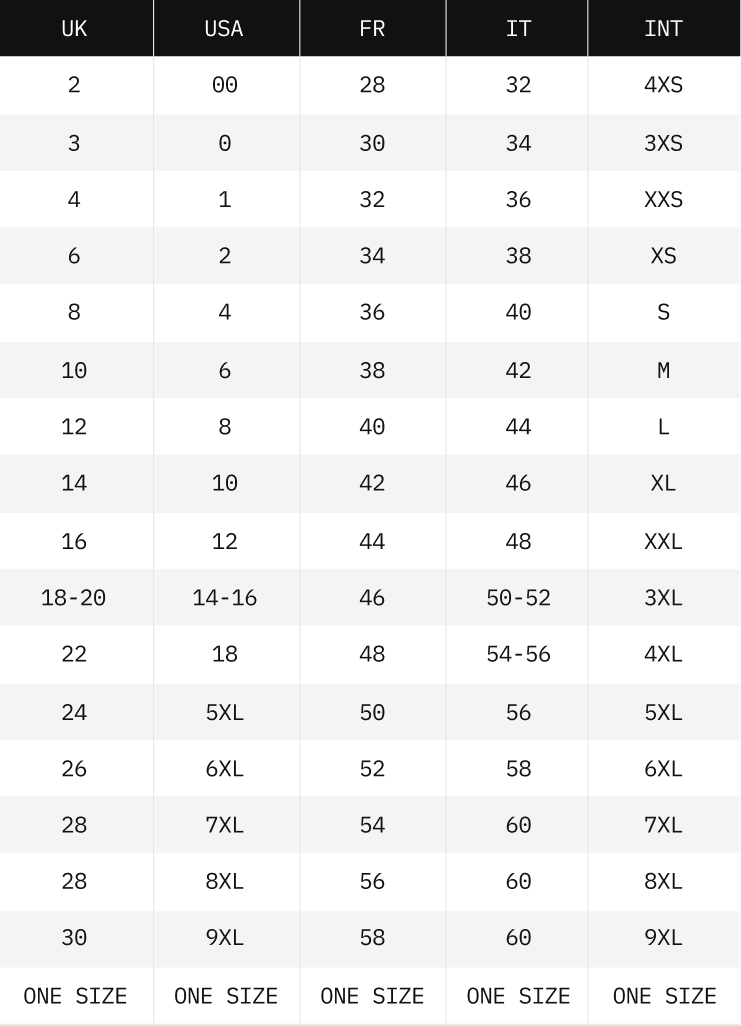 UK USA FR IT INT
2 00 28 32 4XS
3 0 30 34 3XS
4 1 32 36 XXS
6 2 34 38 XS
8 4 36 40 S
10 6 38 42 M
12 8 40 44 L
14 10 42 46 XL
16 12 44 48 XXL
18-20 14-16 46 50-52 3XL
22 18 48 54-56 4XL
24 5XL 50 56 5XL
26 6XL 52 58 6XL
28 7XL 54 60 7XL
28 8XL 56 60 8XL
30 9XL 58 60 9XL
ONE SIZE ONE SIZE ONE SIZE ONE SIZE ONE SIZE